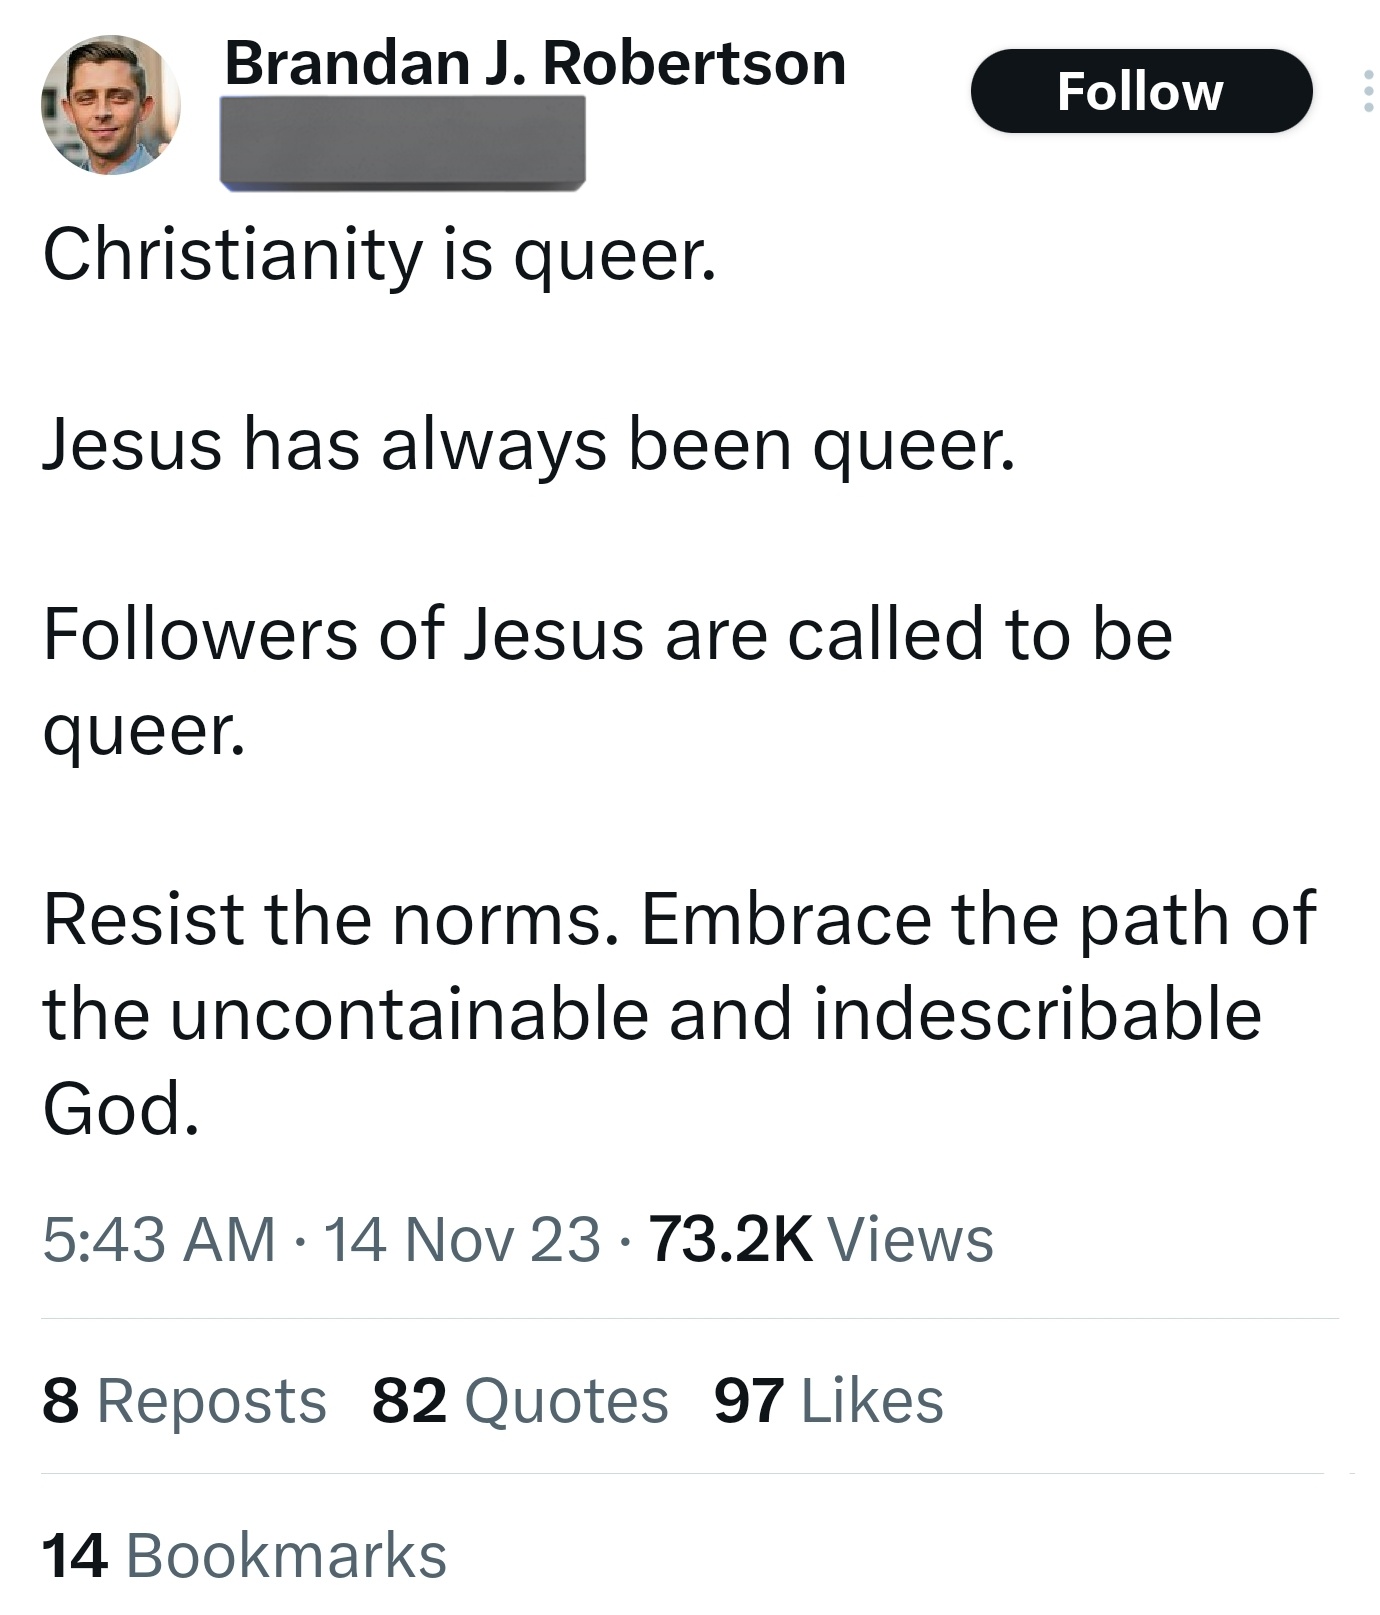 Brandan J. Robertson
Follow
Christianity is queer.
Jesus has always been queer.
Followers of Jesus are called to be
queer.
Resist the norms. Embrace the path of
the uncontainable and indescribable
God.
5:43 AM · 14 Nov 23 · 73.2K Views
8 Reposts 82 Quotes 97 Likes
14 Bookmarks